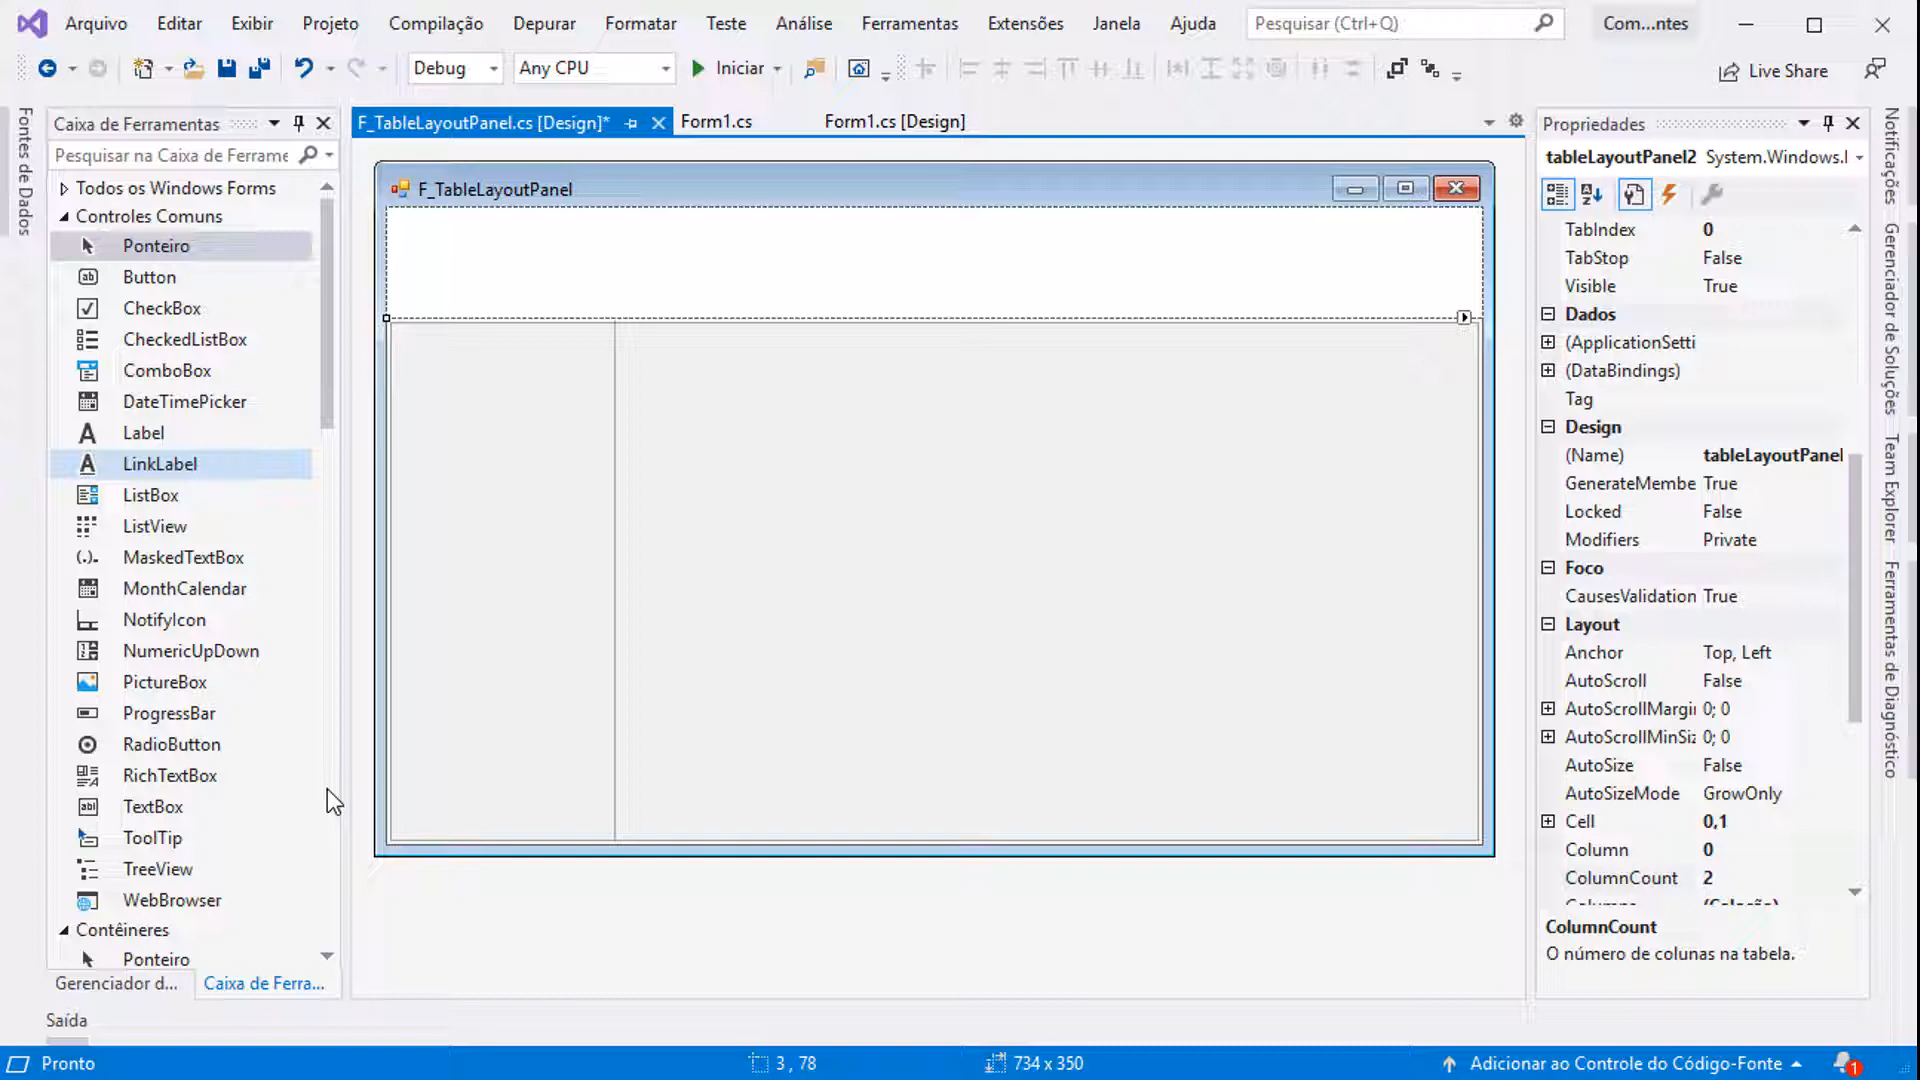 Arquivo Editar Exibir Projeto Compilação Depurar Formatar Teste Análise Ferramentas Extensões Janela Ajuda Pesquisar (Ctrl+Q) Com...ntes
Debug Any CPU Iniciar Live Share
Fontes de Dados
Caixa de Ferramentas
Pesquisar na Caixa de Ferrame
Todos os Windows Forms
Controles Comuns
Ponteiro
Button
CheckBox
CheckedListBox
ComboBox
DateTimePicker
Label
LinkLabel
ListBox
ListView
MaskedTextBox
MonthCalendar
NotifyIcon
NumericUpDown
PictureBox
ProgressBar
RadioButton
RichTextBox
TextBox
ToolTip
TreeView
WebBrowser
Contêineres
Ponteiro
Gerenciador d... Caixa de Ferra...
F_TableLayoutPanel.cs [Design]* Form1.cs Form1.cs [Design]
F_TableLayoutPanel
Propriedades
tableLayoutPanel2 System.Windows.I
TabIndex 0
TabStop False
Visible True
Dados
(ApplicationSetti
(DataBindings)
Tag
Design
(Name) tableLayoutPanel
GenerateMembe True
Locked False
Modifiers Private
Foco
CausesValidation True
Layout
Anchor Top, Left
AutoScroll False
AutoScrollMargi 0; 0
AutoScrollMinSiz 0; 0
AutoSize False
AutoSizeMode GrowOnly
Cell 0,1
Column 0
ColumnCount 2
ColumnCount
O número de colunas na tabela.
Notificações
Gerenciador de Soluções
Team Explorer
Ferramentas de Diagnóstico
Saída
Pronto 3 , 78 734 x 350 Adicionar ao Controle do Código-Fonte 1